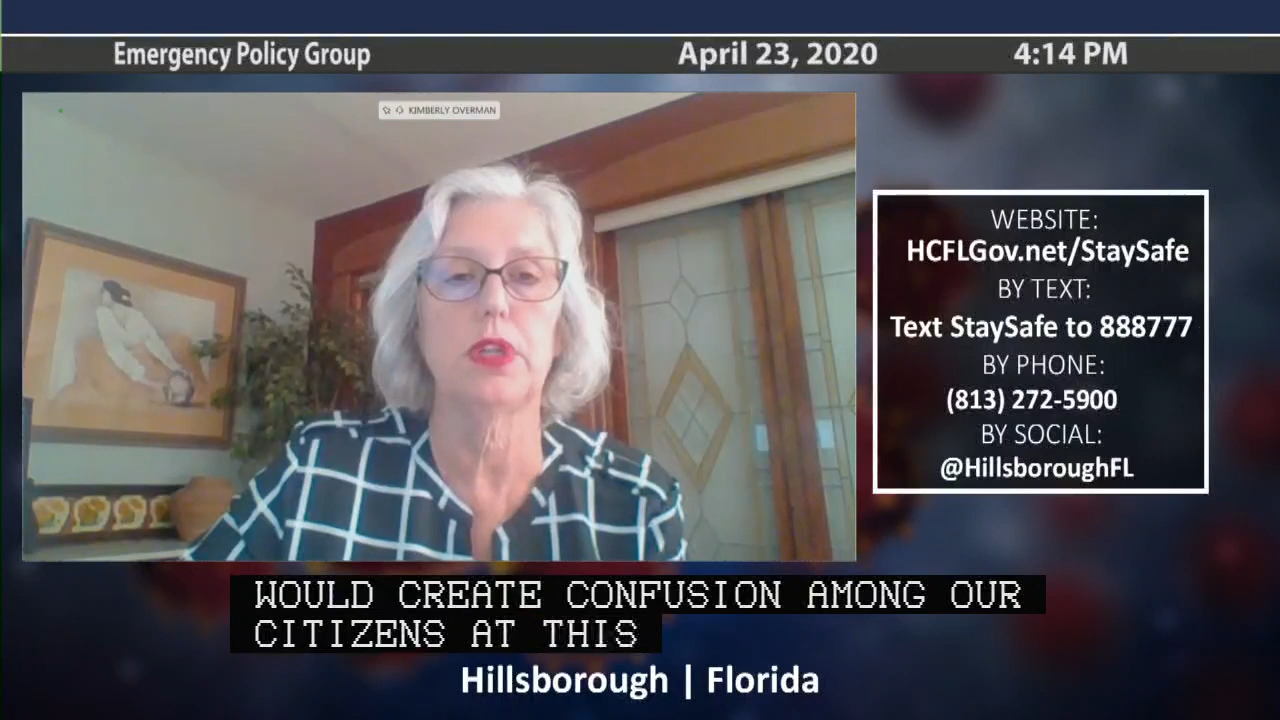 Emergency Policy Group
April 23, 2020
4:14 PM
KIMBERLY OVERMAN
WEBSITE:
HCFLGov.net/StaySafe
BY TEXT:
Text StaySafe to 888777
BY PHONE:
(813) 272-5900
BY SOCIAL:
@HillsboroughFL
WOULD CREATE CONFUSION AMONG OUR
CITIZENS AT THIS
Hillsborough | Florida